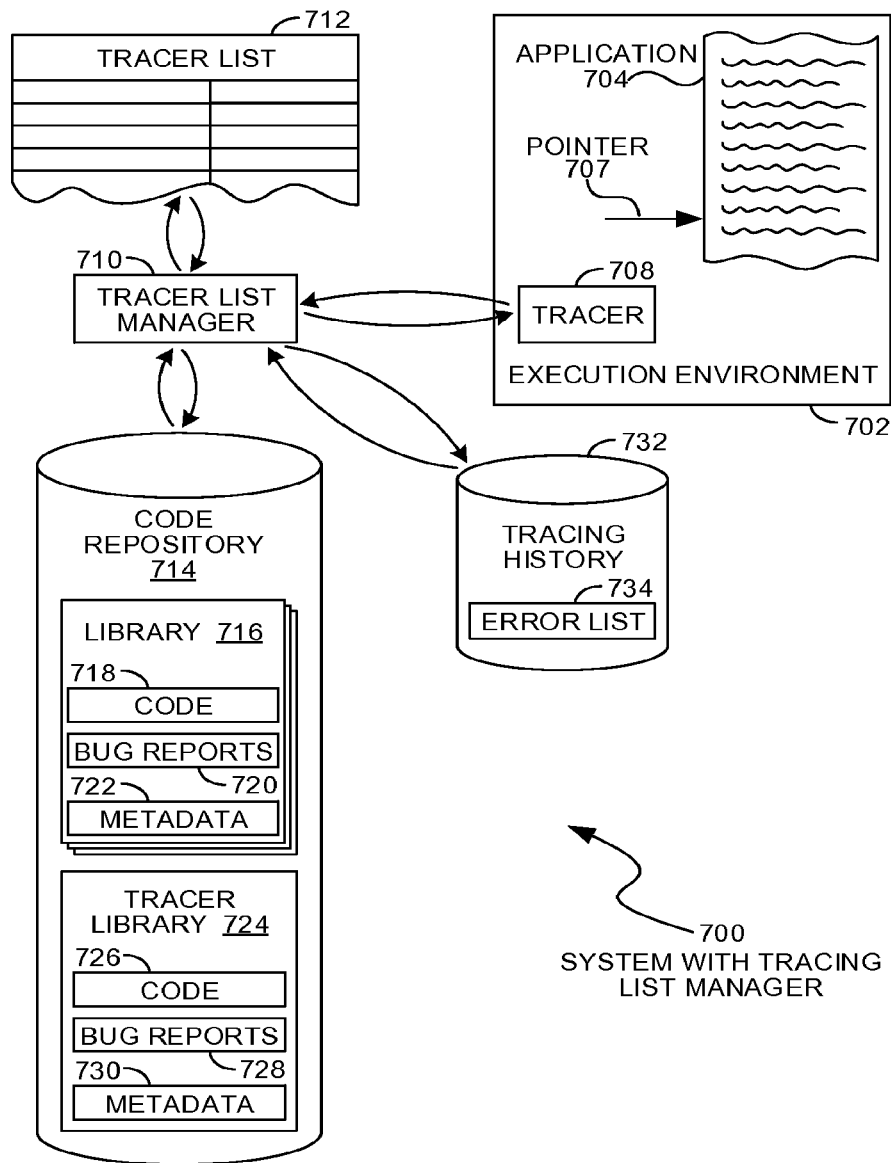 712
TRACER LIST
APPLICATION
704
POINTER
707
708
TRACER
EXECUTION ENVIRONMENT
702
710
TRACER LIST
MANAGER
CODE
REPOSITORY
714
LIBRARY 716
718
CODE
BUG REPORTS
722 720
METADATA
TRACER
LIBRARY 724
726
CODE
BUG REPORTS
730 728
METADATA
732
TRACING
HISTORY
734
ERROR LIST
700
SYSTEM WITH TRACING
LIST MANAGER